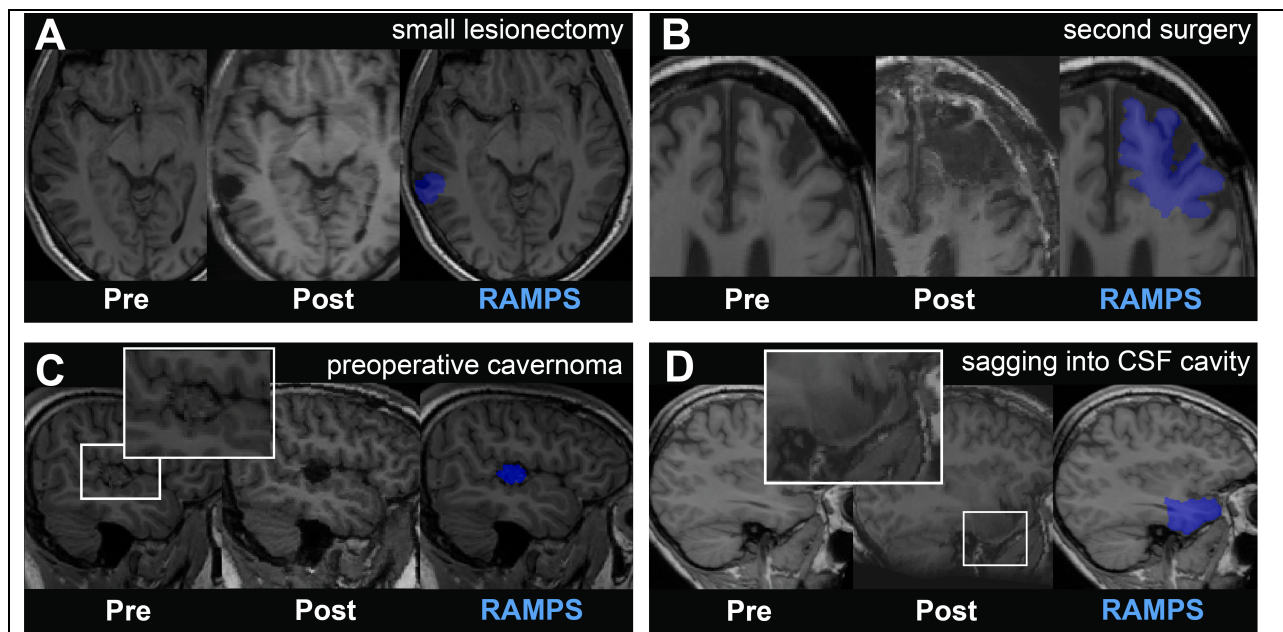 A
small lesionectomy
Pre
Post
RAMPS
B
second surgery
Pre
Post
RAMPS
C
preoperative cavernoma
Pre
Post
RAMPS
D
sagging into CSF cavity
Pre
Post
RAMPS